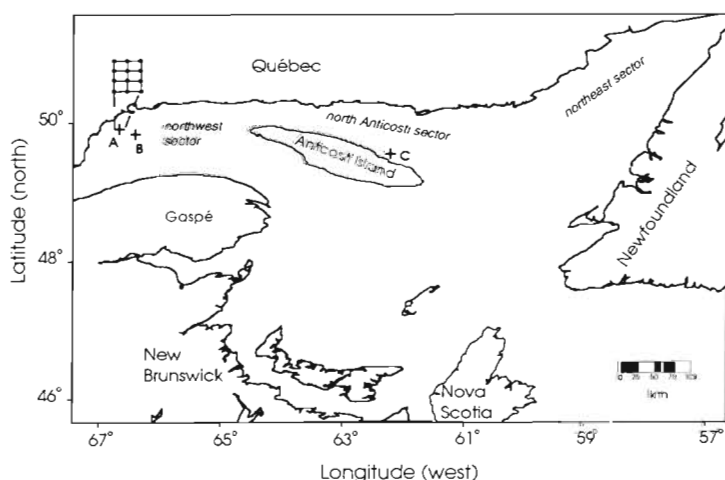 Québec
northeast sector
50°
north Anticosti sector
northwest
sector
A
B
C
Anticosti Island
Latitude (north)
Gaspé
48°
Newfoundland
New
Brunswick
46°
Nova
Scotia
km
67°
65°
63°
61°
59°
57°
Longitude (west)